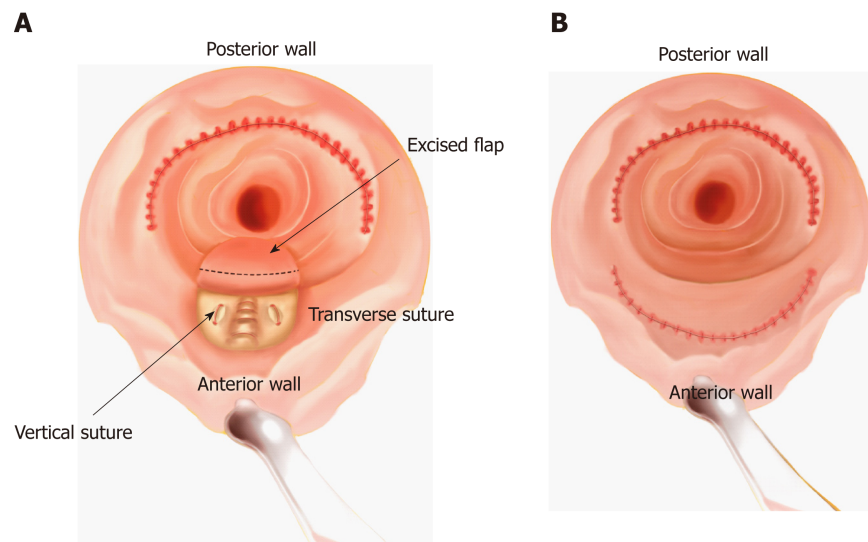 A
Posterior wall
Excised flap
Transverse suture
Anterior wall
Vertical suture
B
Posterior wall
Anterior wall